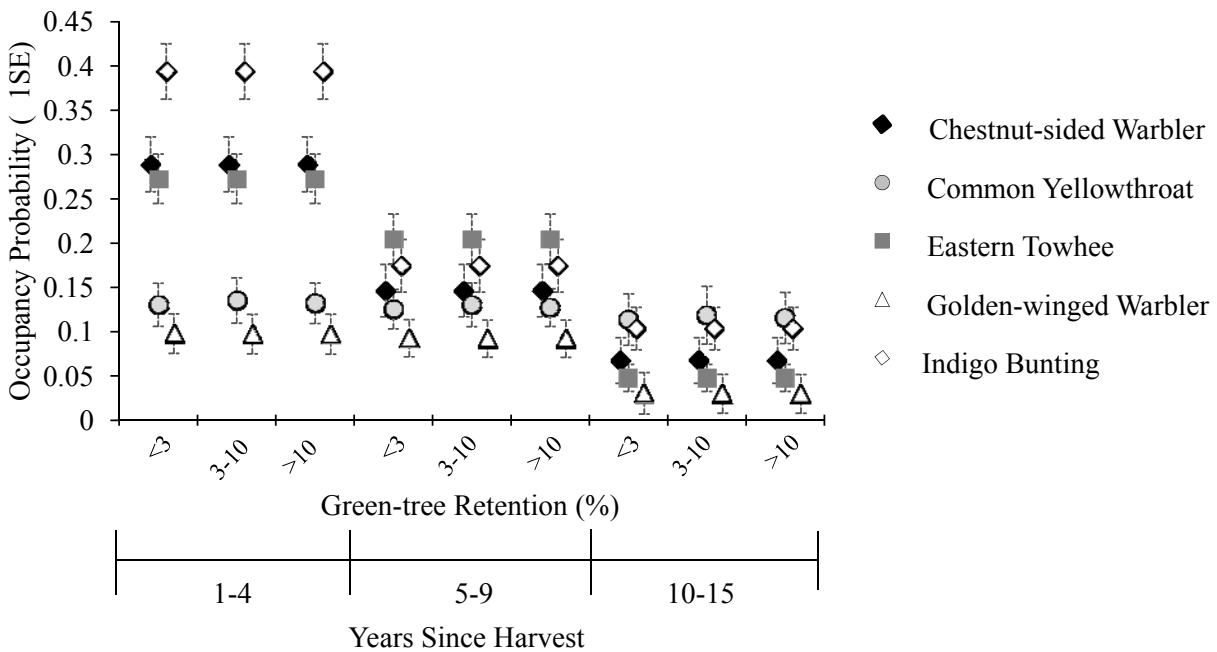 Occupancy Probability ( 1SE)
0.45
0.4
0.35
0.3
0.25
0.2
0.15
0.1
0.05
0
<3
3-10
>10
<3
3-10
>10
<3
3-10
>10
Green-tree Retention (%)
1-4
5-9
10-15
Years Since Harvest
Chestnut-sided Warbler
Common Yellowthroat
Eastern Towhee
Golden-winged Warbler
Indigo Bunting